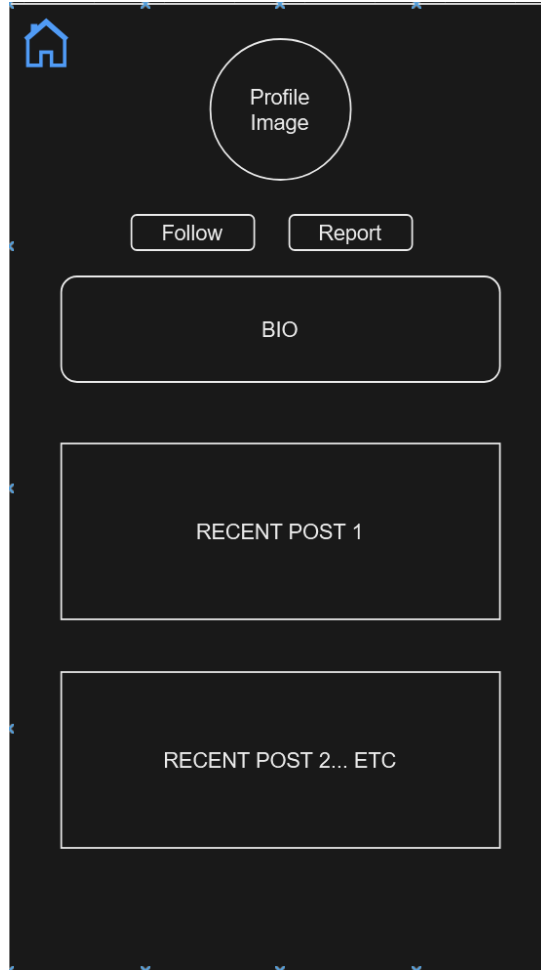 Profile
Image
Follow
Report
BIO
RECENT POST 1
RECENT POST 2... ETC